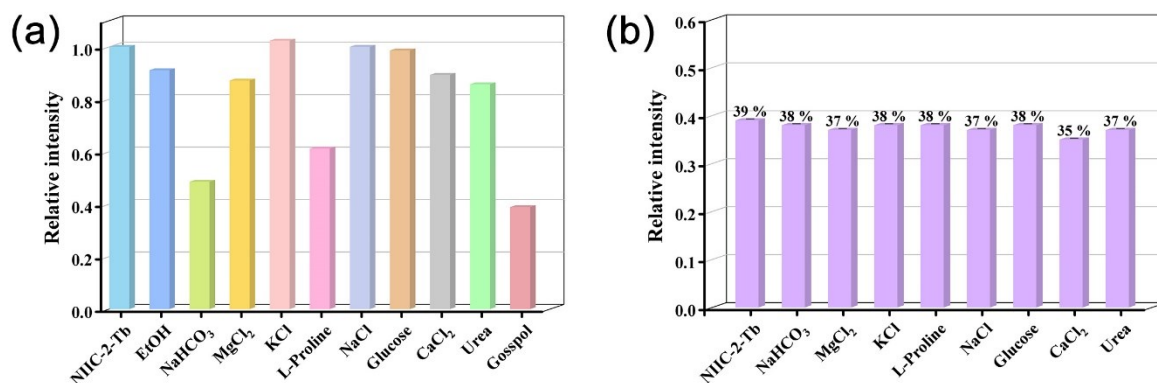 (a)
Relative intensity
1.0
0.8
0.6
0.4
0.2
0.0
NIIC-2-Tb
EtOH
NaHCO₃
MgCl₂
KCl
L-Proline
NaCl
Glucose
CaCl₂
Urea
Gosspol
(b)
Relative intensity
0.6
0.5
0.4
0.3
0.2
0.1
0.0
39 %
38 %
37 %
38 %
38 %
37 %
38 %
35 %
37 %
NIIC-2-Tb
NaHCO₃
MgCl₂
KCl
L-Proline
NaCl
Glucose
CaCl₂
Urea